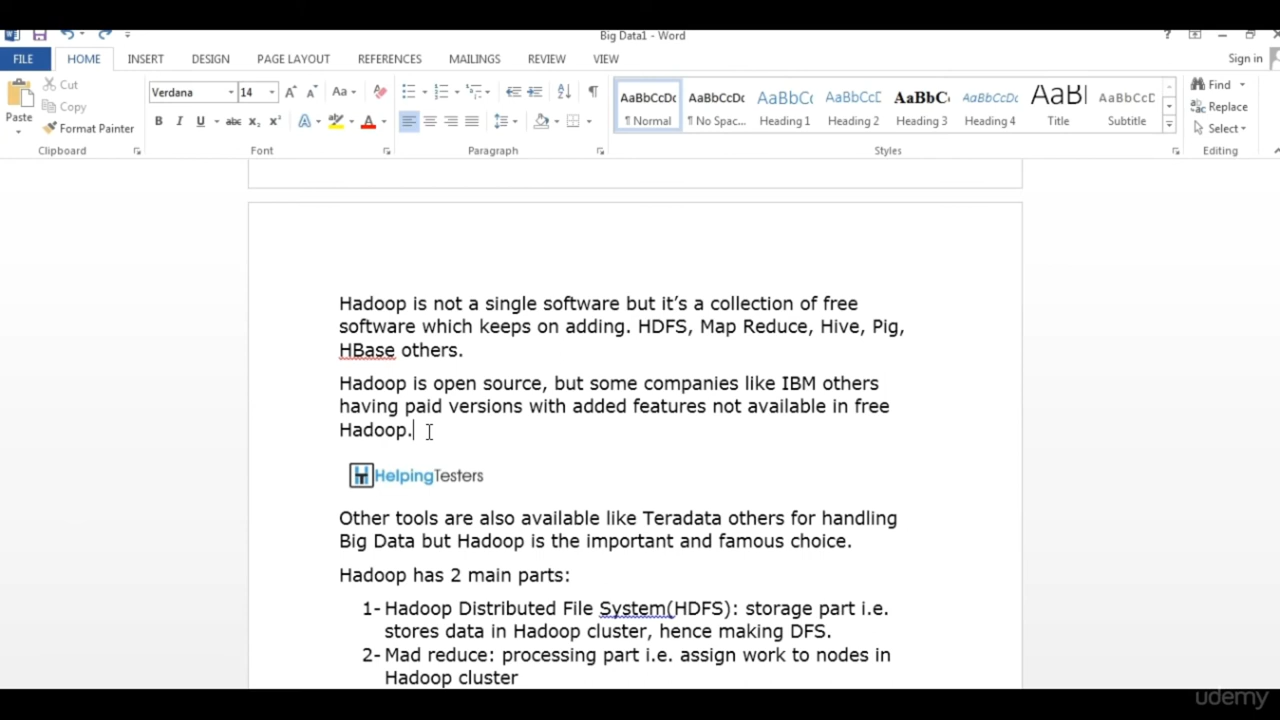 Big Data1 - Word
FILE HOME INSERT DESIGN PAGE LAYOUT REFERENCES MAILINGS REVIEW VIEW Sign in
Cut
Copy
Format Painter
Paste
Clipboard
Verdana 14
Font
Paragraph
AaBbCcDc AaBbCcDc AaBbC AaBbCcD AaBbC AaBbCcDc AaBl AaBbCcD
¶ Normal ¶ No Spac... Heading 1 Heading 2 Heading 3 Heading 4 Title Subtitle
Styles
Find
Replace
Select
Editing
Hadoop is not a single software but it's a collection of free
software which keeps on adding. HDFS, Map Reduce, Hive, Pig,
HBase others.
Hadoop is open source, but some companies like IBM others
having paid versions with added features not available in free
Hadoop.
HelpingTesters
Other tools are also available like Teradata others for handling
Big Data but Hadoop is the important and famous choice.
Hadoop has 2 main parts:
1- Hadoop Distributed File System(HDFS): storage part i.e.
stores data in Hadoop cluster, hence making DFS.
2- Mad reduce: processing part i.e. assign work to nodes in
Hadoop cluster
udemy